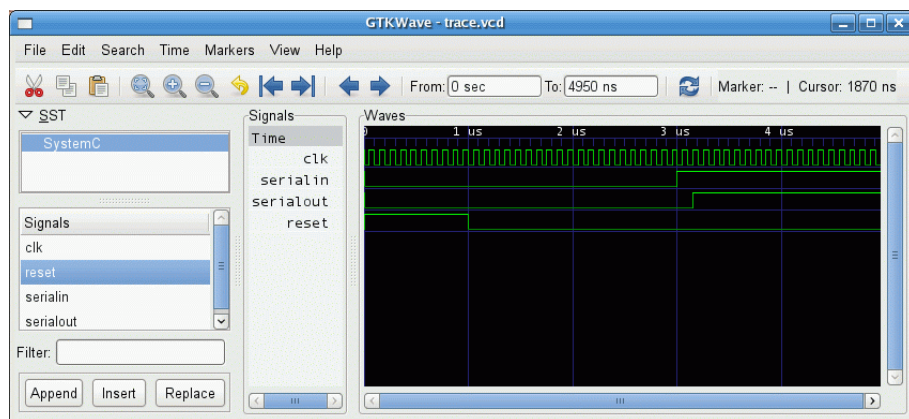 GTKWave - trace.vcd
File Edit Search Time Markers View Help
From: 0 sec To: 4950 ns Marker: -- | Cursor: 1870 ns
SST
SystemC
Signals
clk
reset
serialin
serialout
Filter:
Append Insert Replace
Signals
Time
clk
serialin
serialout
reset
Waves
0 1 us 2 us 3 us 4 us